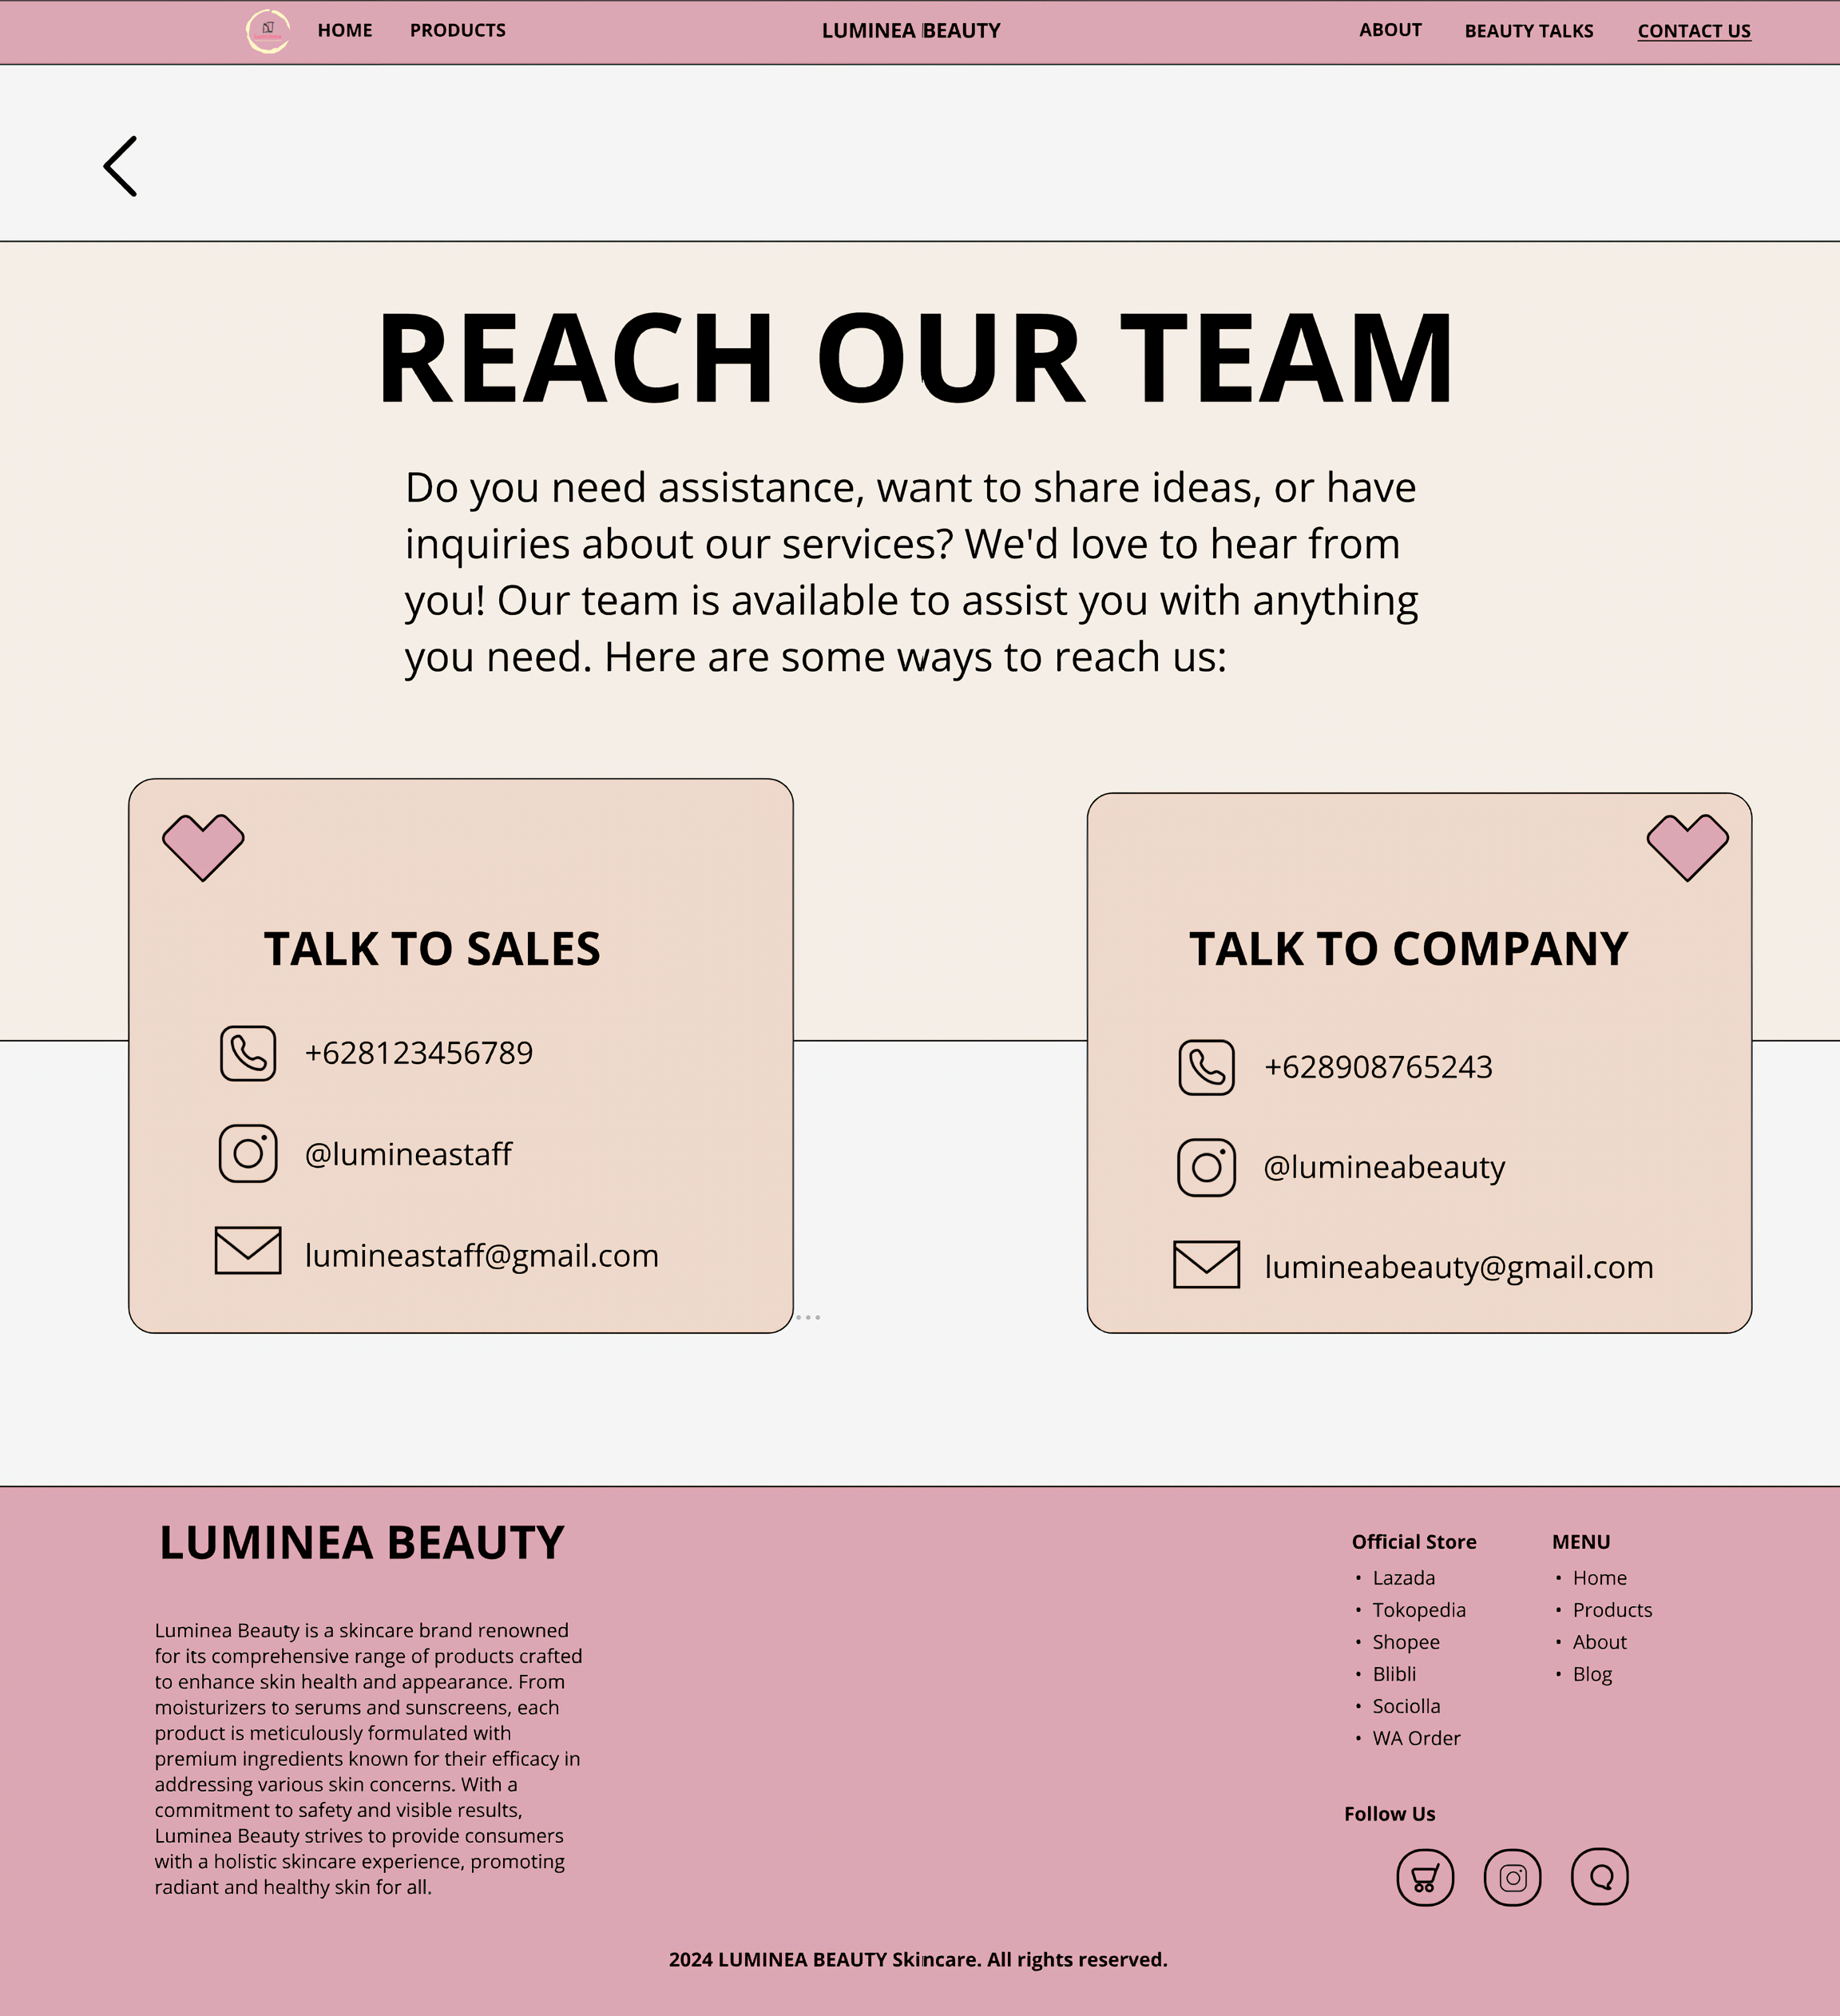 HOME
PRODUCTS
LUMINEA BEAUTY
ABOUT
BEAUTY TALKS
CONTACT US
REACH OUR TEAM
Do you need assistance, want to share ideas, or have
inquiries about our services? We'd love to hear from
you! Our team is available to assist you with anything
you need. Here are some ways to reach us:
TALK TO SALES
+628123456789
@lumineastaff
lumineastaff@gmail.com
TALK TO COMPANY
+628908765243
@lumineabeauty
lumineabeauty@gmail.com
LUMINEA BEAUTY
Luminea Beauty is a skincare brand renowned
for its comprehensive range of products crafted
to enhance skin health and appearance. From
moisturizers to serums and sunscreens, each
product is meticulously formulated with
premium ingredients known for their efficacy in
addressing various skin concerns. With a
commitment to safety and visible results,
Luminea Beauty strives to provide consumers
with a holistic skincare experience, promoting
radiant and healthy skin for all.
Official Store
• Lazada
• Tokopedia
• Shopee
• Blibli
• Sociolla
• WA Order
MENU
• Home
• Products
• About
• Blog
Follow Us
2024 LUMINEA BEAUTY Skincare. All rights reserved.